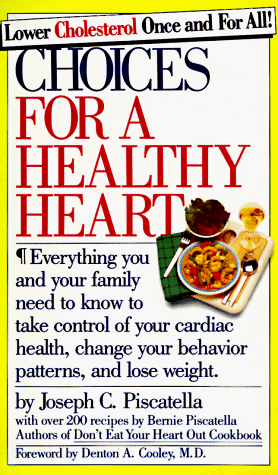 Lower Cholesterol Once and For All!
CHOICES
FOR A
HEALTHY
HEART
¶ Everything you
and your family
need to know to
take control of your cardiac
health, change your behavior
patterns, and lose weight.
by Joseph C. Piscatella
with over 200 recipes by Bernie Piscatella
Authors of Don't Eat Your Heart Out Cookbook
Foreword by Denton A. Cooley, M.D.